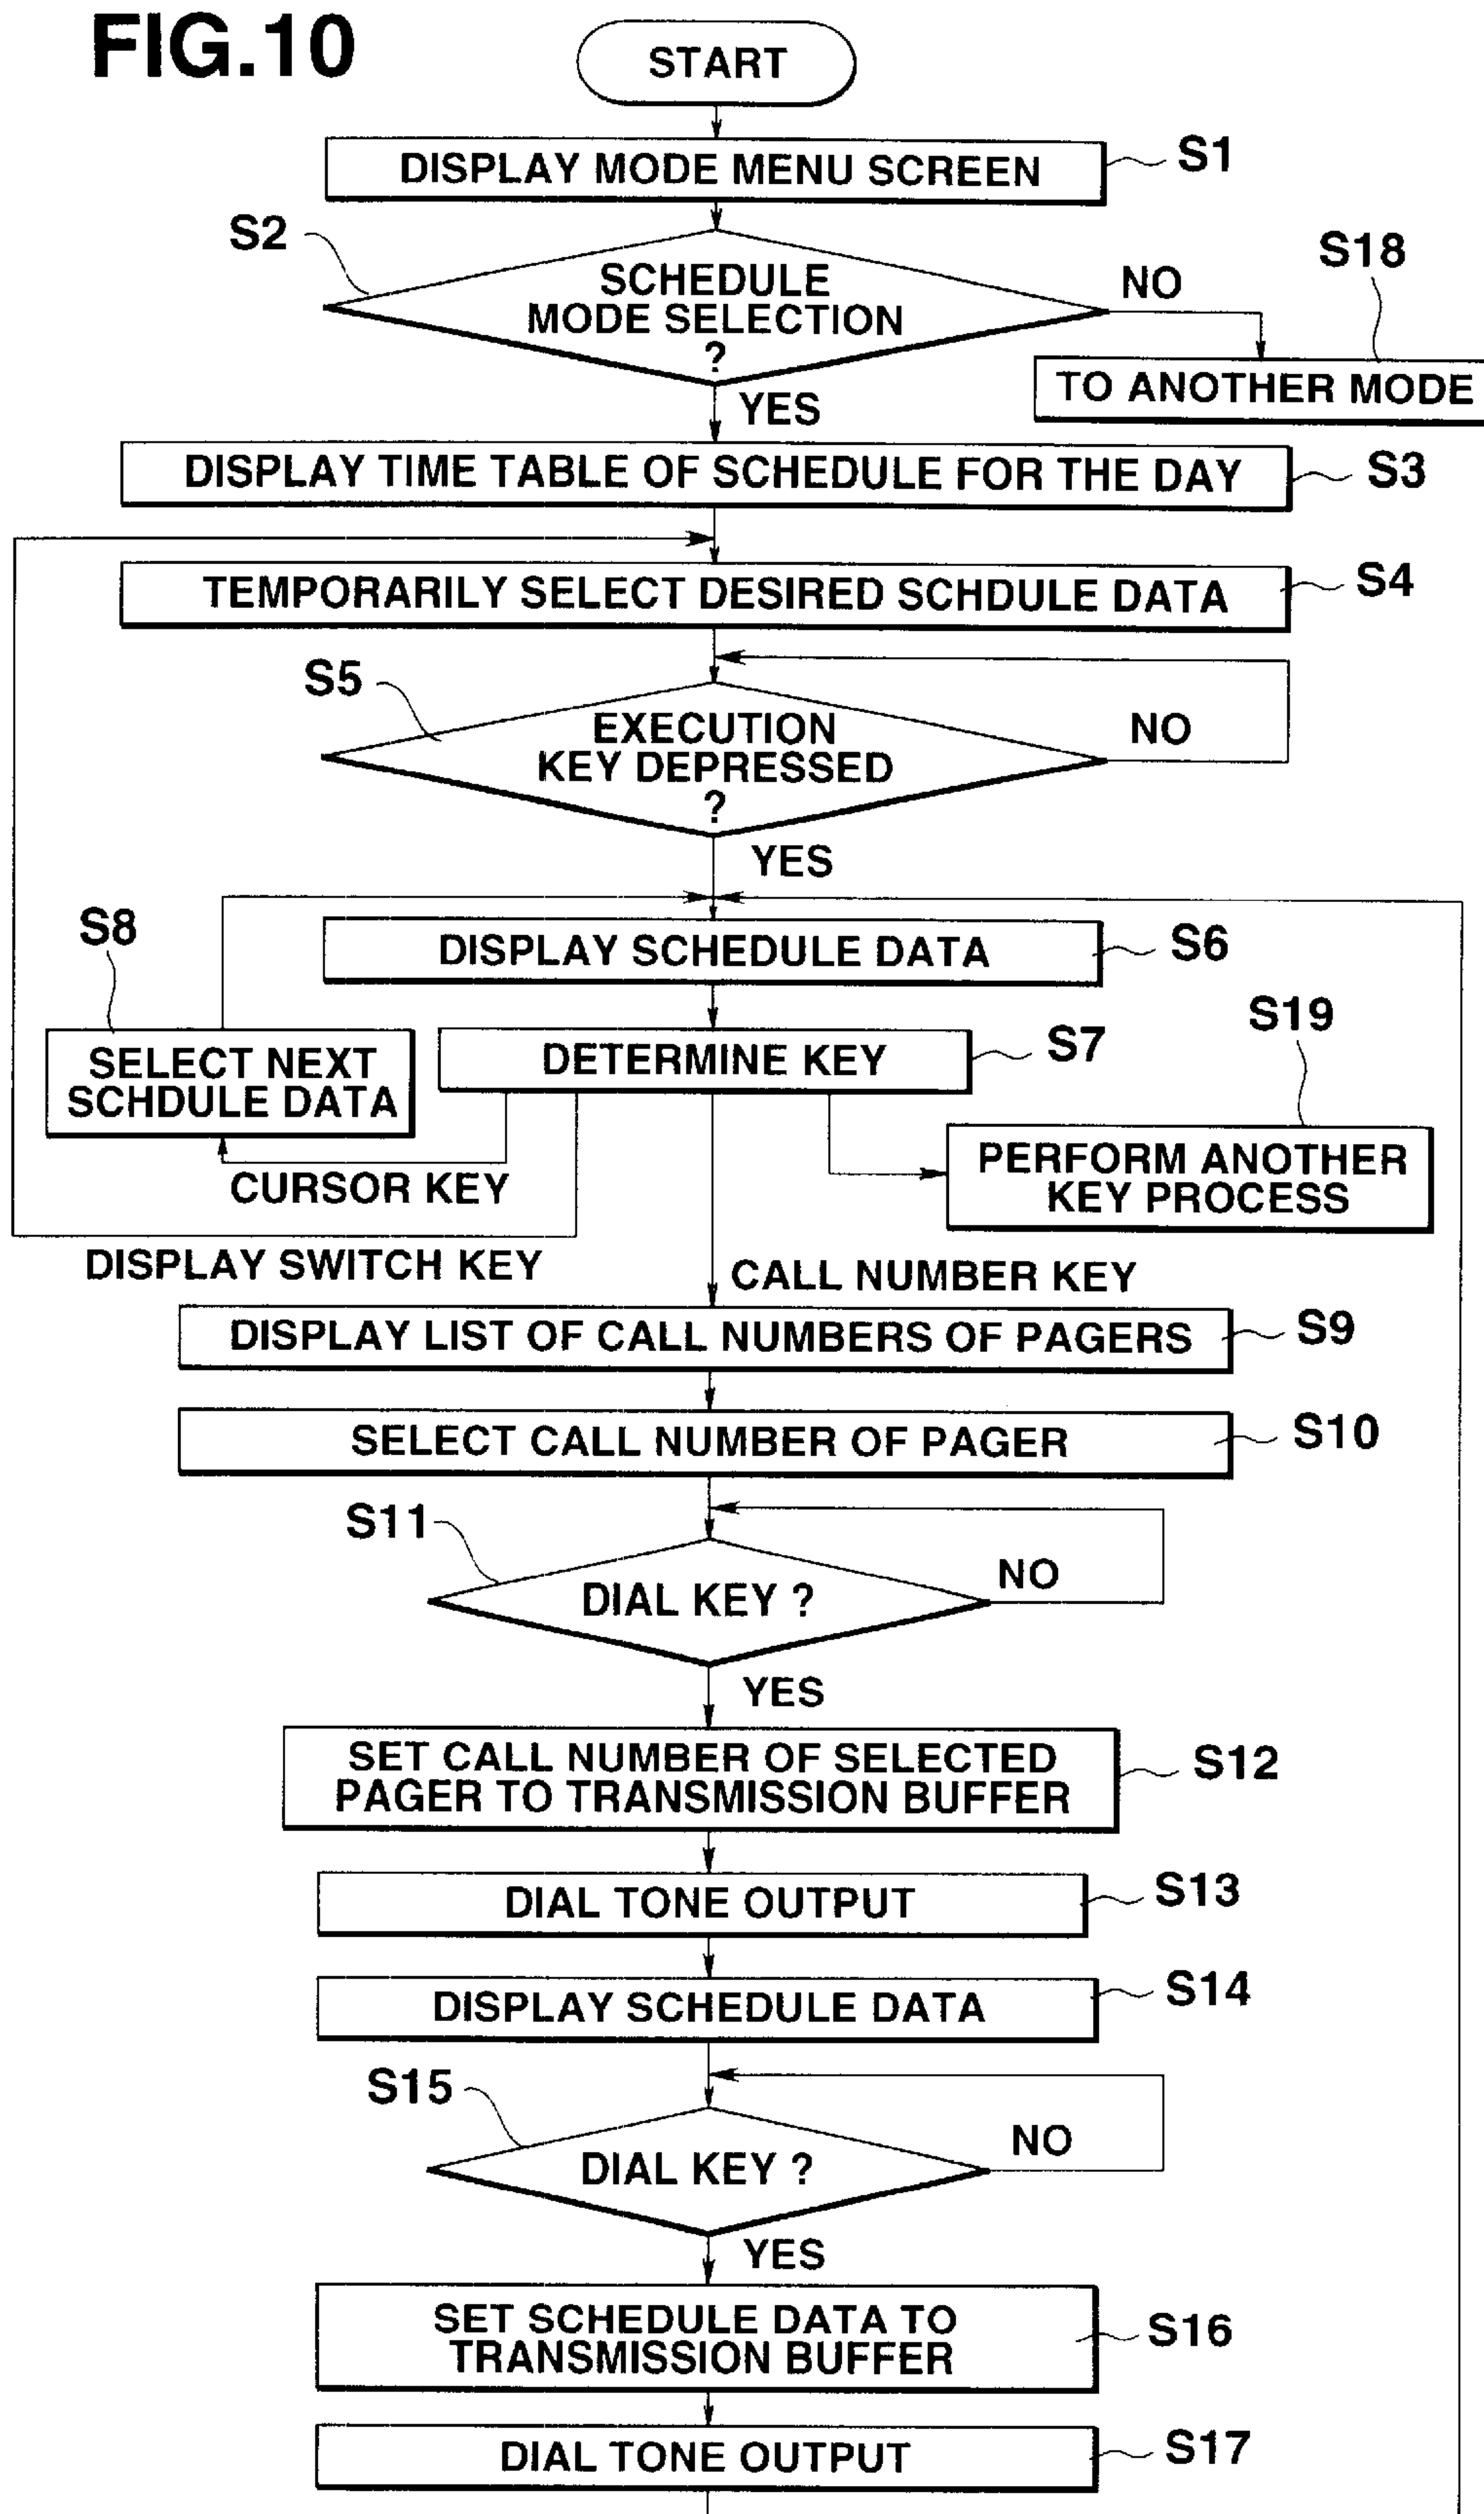 FIG.10
START
DISPLAY MODE MENU SCREEN
S1
S2
SCHEDULE
MODE SELECTION
?
NO
S18
TO ANOTHER MODE
YES
DISPLAY TIME TABLE OF SCHEDULE FOR THE DAY
S3
TEMPORARILY SELECT DESIRED SCHDULE DATA
S4
S5
EXECUTION
KEY DEPRESSED
?
NO
YES
S8
DISPLAY SCHEDULE DATA
S6
SELECT NEXT
SCHDULE DATA
DETERMINE KEY
S7
S19
PERFORM ANOTHER
KEY PROCESS
CURSOR KEY
DISPLAY SWITCH KEY
CALL NUMBER KEY
DISPLAY LIST OF CALL NUMBERS OF PAGERS
S9
SELECT CALL NUMBER OF PAGER
S10
S11
DIAL KEY ?
NO
YES
SET CALL NUMBER OF SELECTED
PAGER TO TRANSMISSION BUFFER
S12
DIAL TONE OUTPUT
S13
DISPLAY SCHEDULE DATA
S14
S15
DIAL KEY ?
NO
YES
SET SCHEDULE DATA TO
TRANSMISSION BUFFER
S16
DIAL TONE OUTPUT
S17